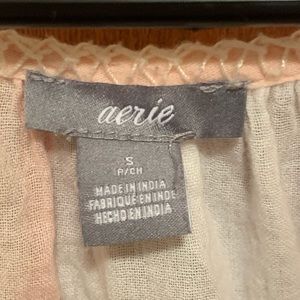 aerie
S
P/CH
MADE IN INDIA
FABRIQUÉ EN INDE
HECHO EN INDIA